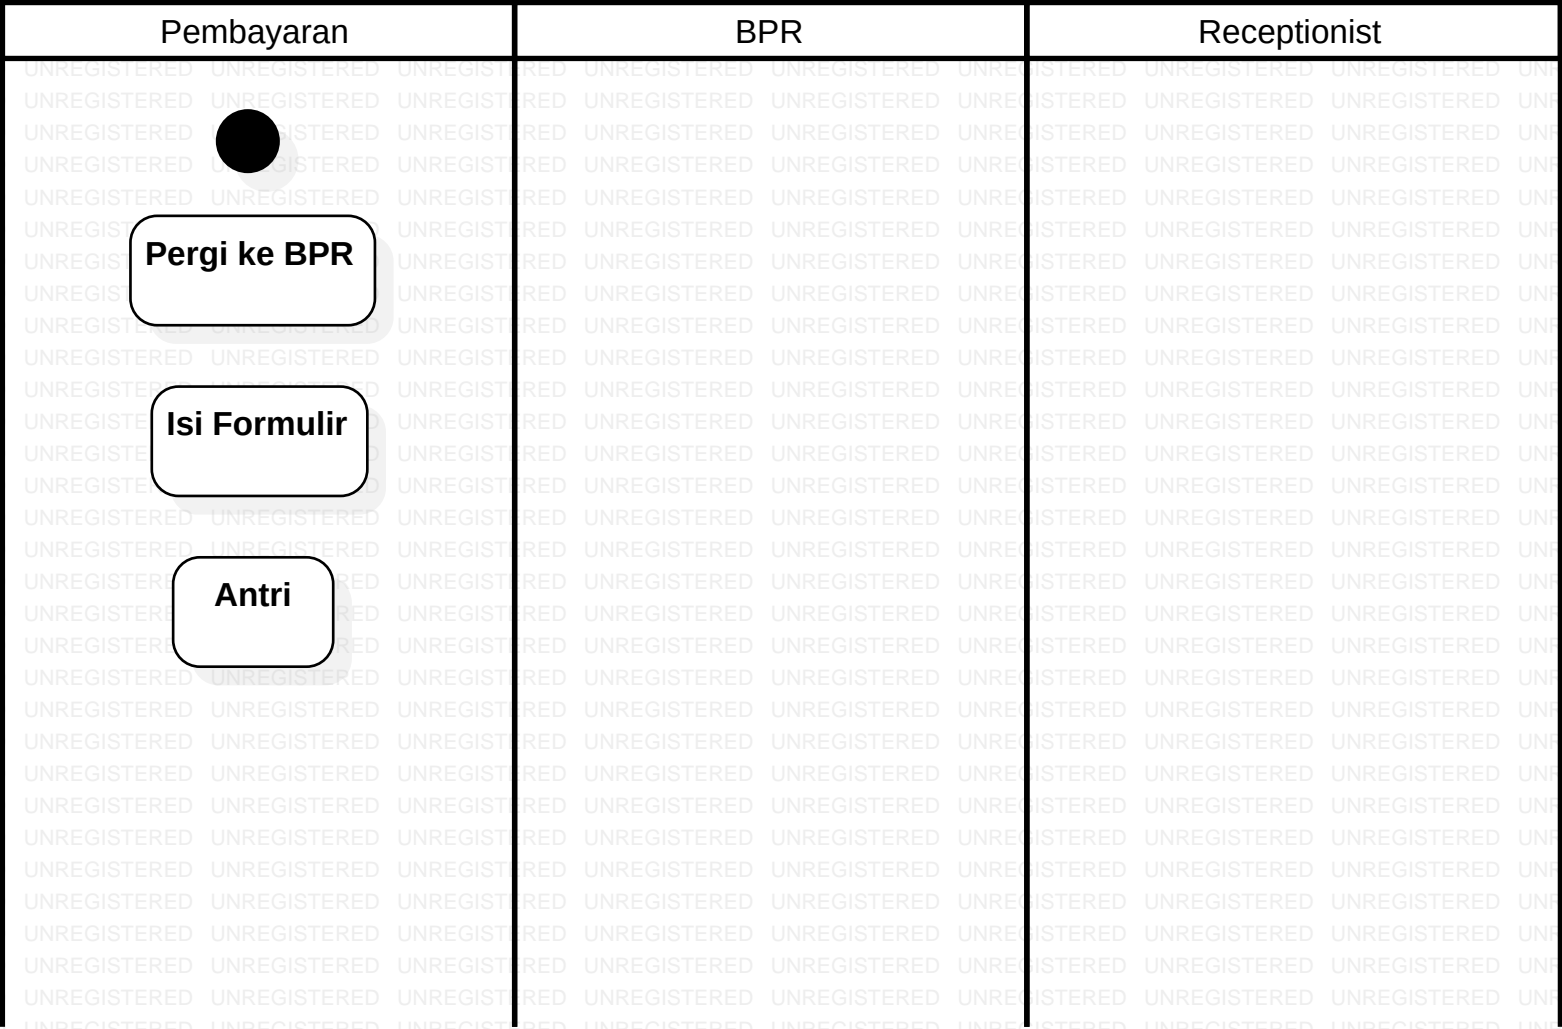 Pembayaran
BPR
Receptionist
Pergi ke BPR
Isi Formulir
Antri
UNREGISTERED